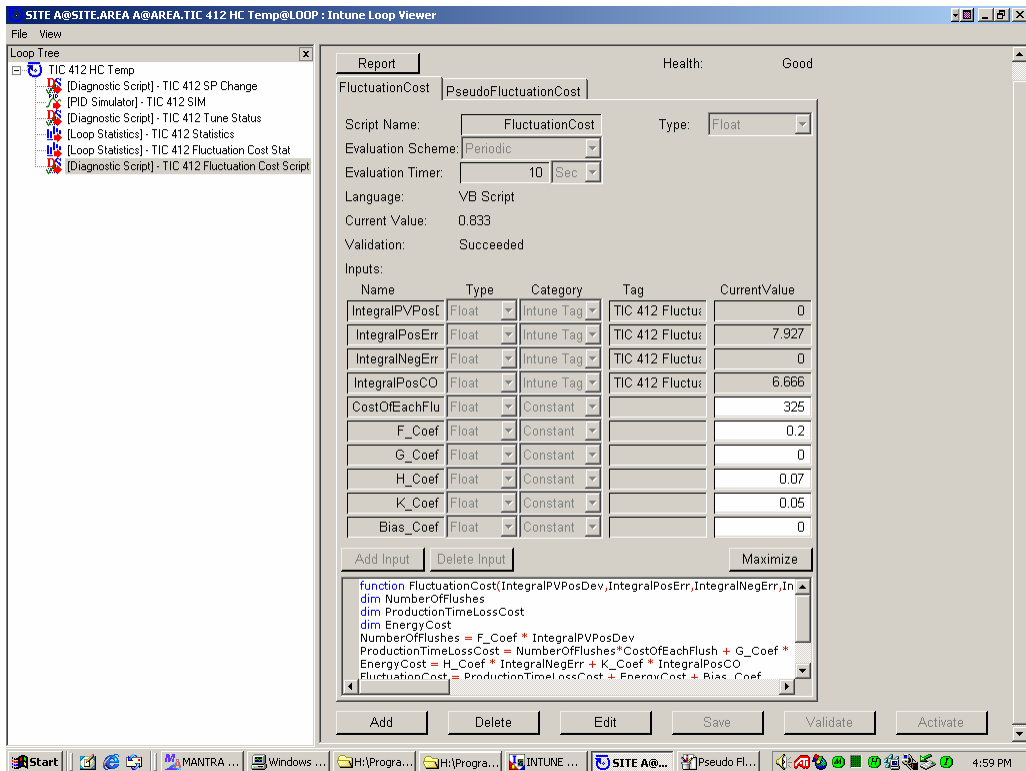 SITE A@SITE.AREA A@AREA.TIC 412 HC Temp@LOOP : Intune Loop Viewer
File View
Loop Tree
TIC 412 HC Temp
[Diagnostic Script] - TIC 412 SP Change
[PID Simulator] - TIC 412 SIM
[Diagnostic Script] - TIC 412 Tune Status
[Loop Statistics] - TIC 412 Statistics
[Loop Statistics] - TIC 412 Fluctuation Cost Stat
[Diagnostic Script] - TIC 412 Fluctuation Cost Script
Report Health: Good
FluctuationCost PseudoFluctuationCost
Script Name: FluctuationCost Type: Float
Evaluation Scheme: Periodic
Evaluation Timer: 10 Sec
Language: VB Script
Current Value: 0.833
Validation: Succeeded
Inputs:
Name Type Category Tag CurrentValue
IntegralPVPos Float Intune Tag TIC 412 Fluctu 0
IntegralPosErr Float Intune Tag TIC 412 Fluctu 7.927
IntegralNegErr Float Intune Tag TIC 412 Fluctu 0
IntegralPosCO Float Intune Tag TIC 412 Fluctu 6.666
CostOfEachFlu Float Constant 325
F_Coef Float Constant 0.2
G_Coef Float Constant 0
H_Coef Float Constant 0.07
K_Coef Float Constant 0.05
Bias_Coef Float Constant 0
Add Input Delete Input Maximize
function FluctuationCost(IntegralPVPosDev,IntegralPosErr,IntegralNegErr,In
dim NumberOfFlushes
dim ProductionTimeLossCost
dim EnergyCost
NumberOfFlushes = F_Coef * IntegralPVPosDev
ProductionTimeLossCost = NumberOfFlushes*CostOfEachFlush + G_Coef *
EnergyCost = H_Coef * IntegralNegErr + K_Coef * IntegralPosCO
FluctuationCost = ProductionTimeLossCost + EnergyCost + Bias_Coef
Add Delete Edit Save Validate Activate
Start MANTRA ... Windows ... H:\Progra... H:\Progra... INTUNE ... SITE A@... Pseudo Fl... 4:59 PM